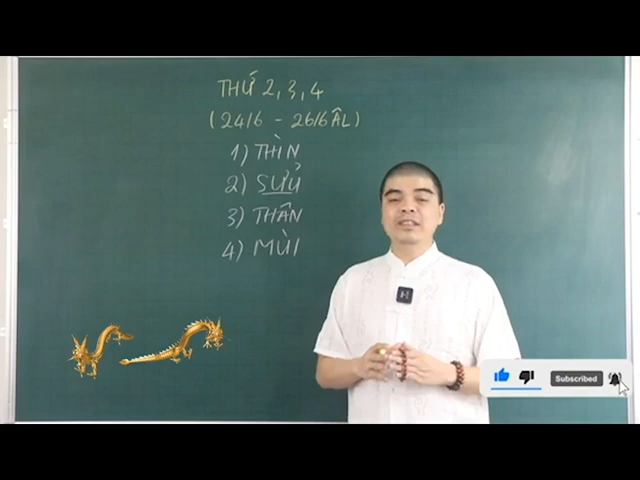 THỨ 2, 3, 4
(24/6 - 26/6 ÂL)
1) THÌN
2) SỬU
3) THÂN
4) MÙI
Subscribed